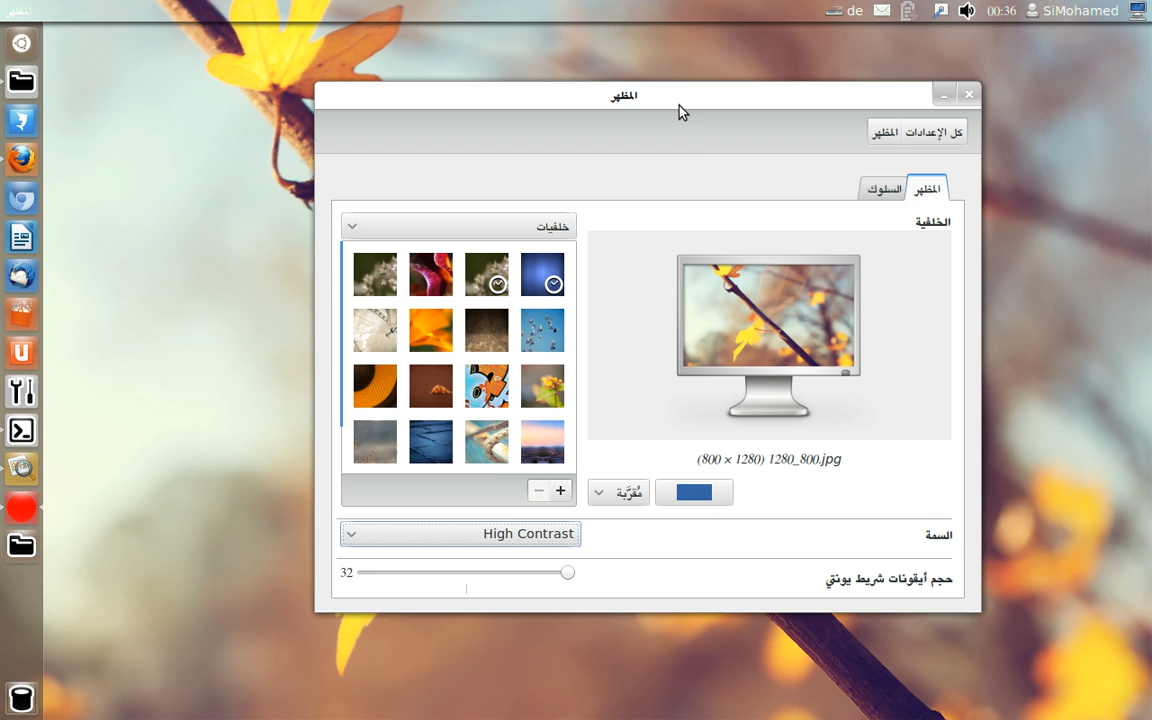 المظهر
de
00:36
SiMohamed
المظهر
كل الإعدادات
المظهر
المظهر
السلوك
الخلفية
خلفيات
(800 × 1280) 1280_800.jpg
مُقرَّبة
− +
السمة
High Contrast
حجم أيقونات شريط يونتي
32